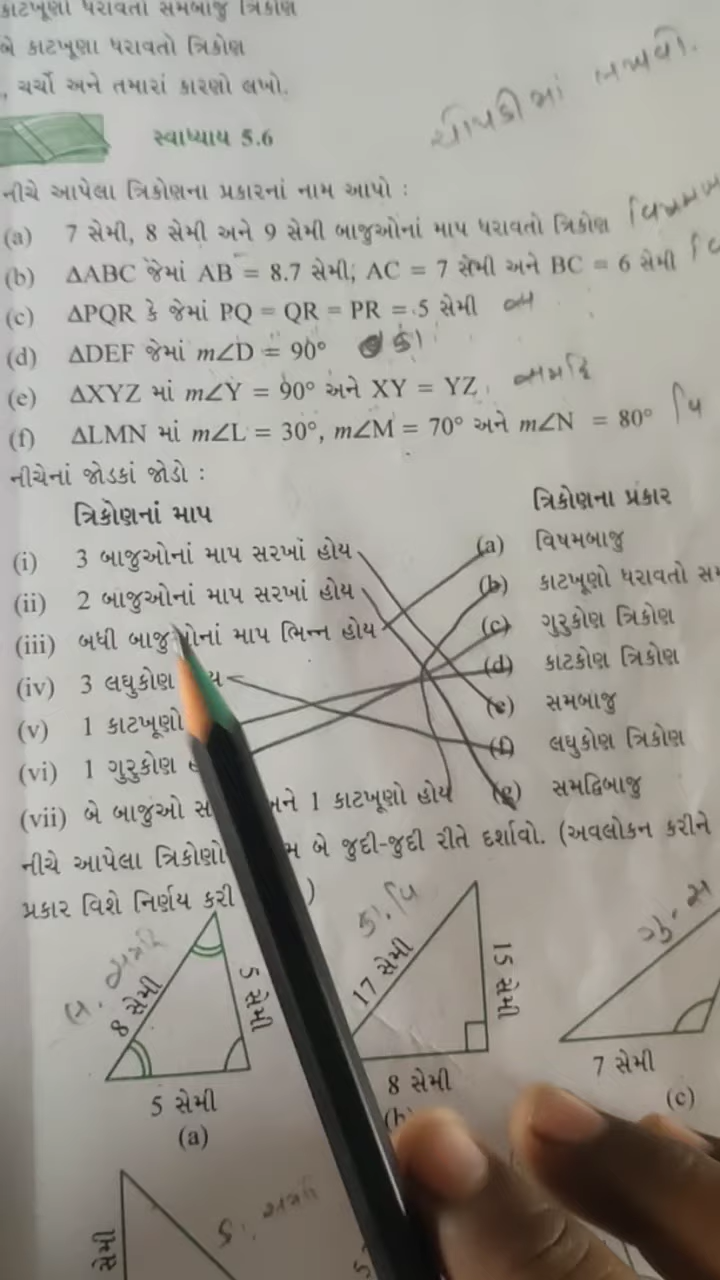 કાટખૂણો ધરાવતો સમબાજુ ત્રિકોણ
બે કાટખૂણા ધરાવતો ત્રિકોણ
, ચર્ચો અને તમારાં કારણો લખો.
સ્વાધ્યાય 5.6
નીચે આપેલા ત્રિકોણના પ્રકારનાં નામ આપો :
(a) 7 સેમી, 8 સેમી અને 9 સેમી બાજુઓનાં માપ ધરાવતો ત્રિકોણ
(b) ΔABC જેમાં AB = 8.7 સેમી, AC = 7 સેમી અને BC = 6 સેમી
(c) ΔPQR કે જેમાં PQ = QR = PR = 5 સેમી
(d) ΔDEF જેમાં m∠D = 90° કા
(e) ΔXYZ માં m∠Y = 90° અને XY = YZ
(f) ΔLMN માં m∠L = 30°, m∠M = 70° અને m∠N = 80° વિ
નીચેનાં જોડકાં જોડો :
ત્રિકોણનાં માપ ત્રિકોણના પ્રકાર
(i) 3 બાજુઓનાં માપ સરખાં હોય (a) વિષમબાજુ
(ii) 2 બાજુઓનાં માપ સરખાં હોય (b) કાટખૂણો ધરાવતો
(iii) બધી બાજુઓનાં માપ ભિન્ન હોય (c) ગુરુકોણ ત્રિકોણ
(iv) 3 લઘુકોણ (d) કાટકોણ ત્રિકોણ
(v) 1 કાટખૂણો (e) સમબાજુ
(vi) 1 ગુરુકોણ (f) લઘુકોણ ત્રિકોણ
(vii) બે બાજુઓ અને 1 કાટખૂણો હોય (g) સમદ્વિબાજુ
નીચે આપેલા ત્રિકોણો બે જુદી-જુદી રીતે દર્શાવો. (અવલોકન કરીને
પ્રકાર વિશે નિર્ણય કરી )
કા. વિ
8 સેમી 5 સેમી 17 સેમી 15 સેમી
5 સેમી 8 સેમી 7 સેમી
(a) (b) (c)
સેમી